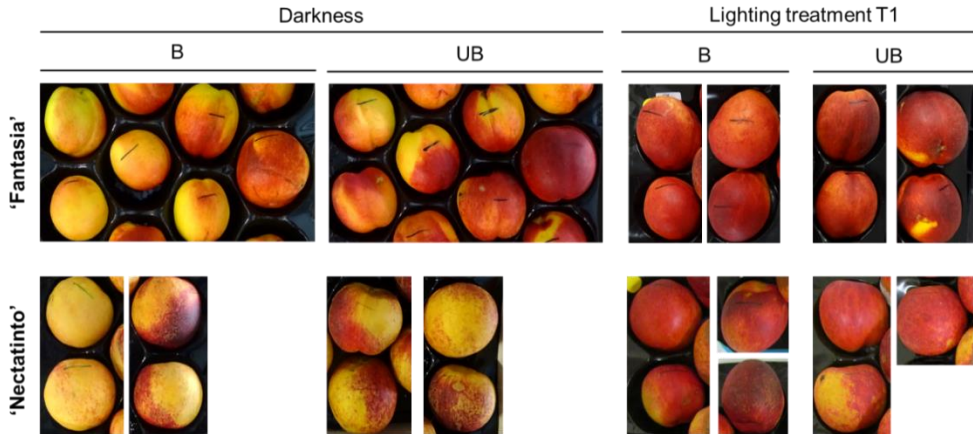 Darkness
Lighting treatment T1
B
UB
B
UB
‘Fantasia’
‘Nectatinto’